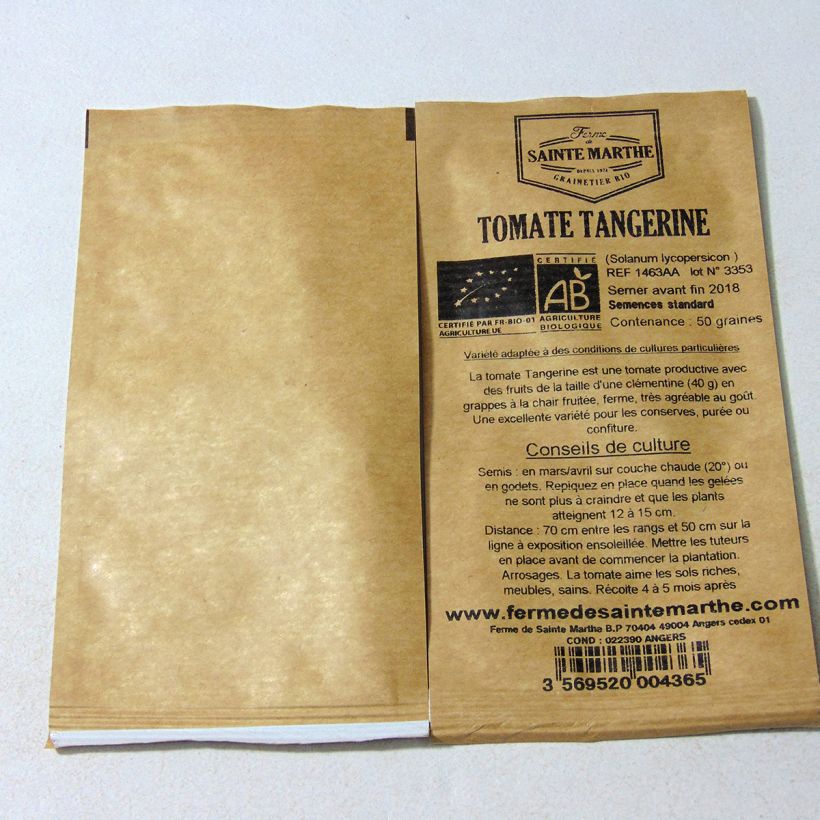 Ferme
de
SAINTE MARTHE
DEPUIS 1974
GRAINETIER BIO
TOMATE TANGERINE
CERTIFIÉ
AB
AGRICULTURE
BIOLOGIQUE
CERTIFIÉ PAR FR-BIO-01
AGRICULTURE UE
(Solanum lycopersicon )
REF 1463AA lot N° 3353
Semer avant fin 2018
Semences standard
Contenance : 50 graines
Variété adaptée à des conditions de cultures particulières
La tomate Tangerine est une tomate productive avec
des fruits de la taille d'une clémentine (40 g) en
grappes à la chair fruitée, ferme, très agréable au goût.
Une excellente variété pour les conserves, purée ou
confiture.
Conseils de culture
Semis : en mars/avril sur couche chaude (20°) ou
en godets. Repiquez en place quand les gelées
ne sont plus à craindre et que les plants
atteignent 12 à 15 cm.
Distance : 70 cm entre les rangs et 50 cm sur la
ligne à exposition ensoleillée. Mettre les tuteurs
en place avant de commencer la plantation.
Arrosages. La tomate aime les sols riches,
meubles, sains. Récolte 4 à 5 mois après
www.fermedesaintemarthe.com
Ferme de Sainte Marthe B.P 70404 49004 Angers cedex 01
COND : 022390 ANGERS
3 569520 004365